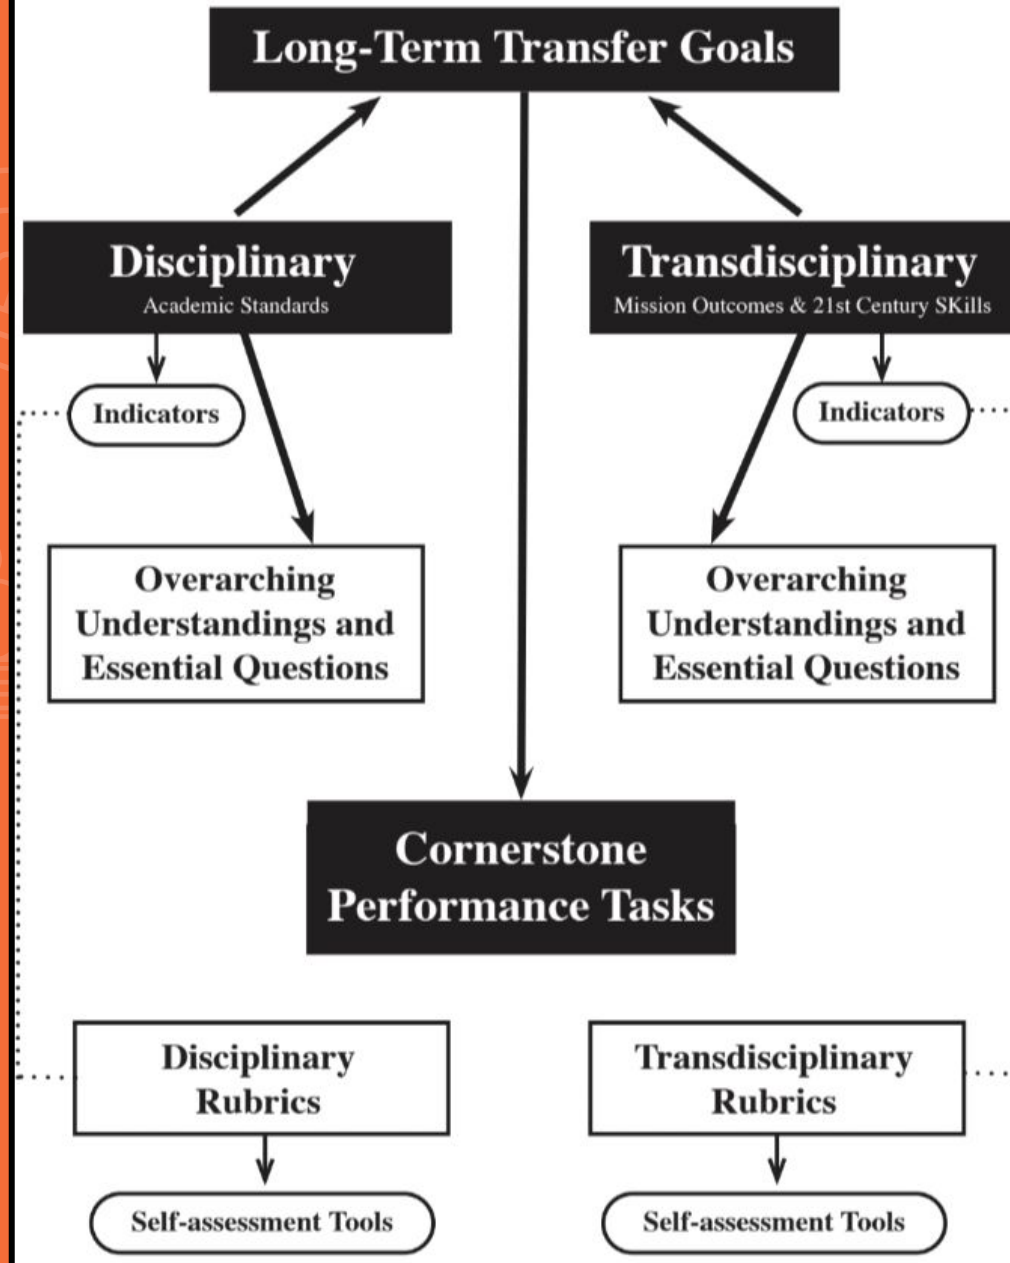 Long-Term Transfer Goals
Disciplinary
Academic Standards
Transdisciplinary
Mission Outcomes & 21st Century SKills
Indicators
Indicators
Overarching
Understandings and
Essential Questions
Overarching
Understandings and
Essential Questions
Cornerstone
Performance Tasks
Disciplinary
Rubrics
Transdisciplinary
Rubrics
Self-assessment Tools
Self-assessment Tools